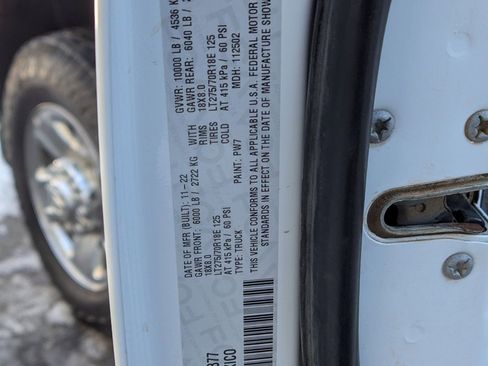 DATE OF MFR (BUILT): 11-22 GVWR: 10000 LB / 4536 K
GAWR FRONT: 6000 LB / 2722 KG WITH GAWR REAR: 6040 LB /
18X8.0 RIMS 18X8.0
LT275/70R18E 125 TIRES LT275/70R18E 125
AT 415 kPa / 60 PSI COLD AT 415 kPa / 60 PSI
TYPE: TRUCK PAINT: PW7 MDH: 112502
THIS VEHICLE CONFORMS TO ALL APPLICABLE U.S.A. FEDERAL MOTOR
STANDARDS IN EFFECT ON THE DATE OF MANUFACTURE SHOW
377
XICO